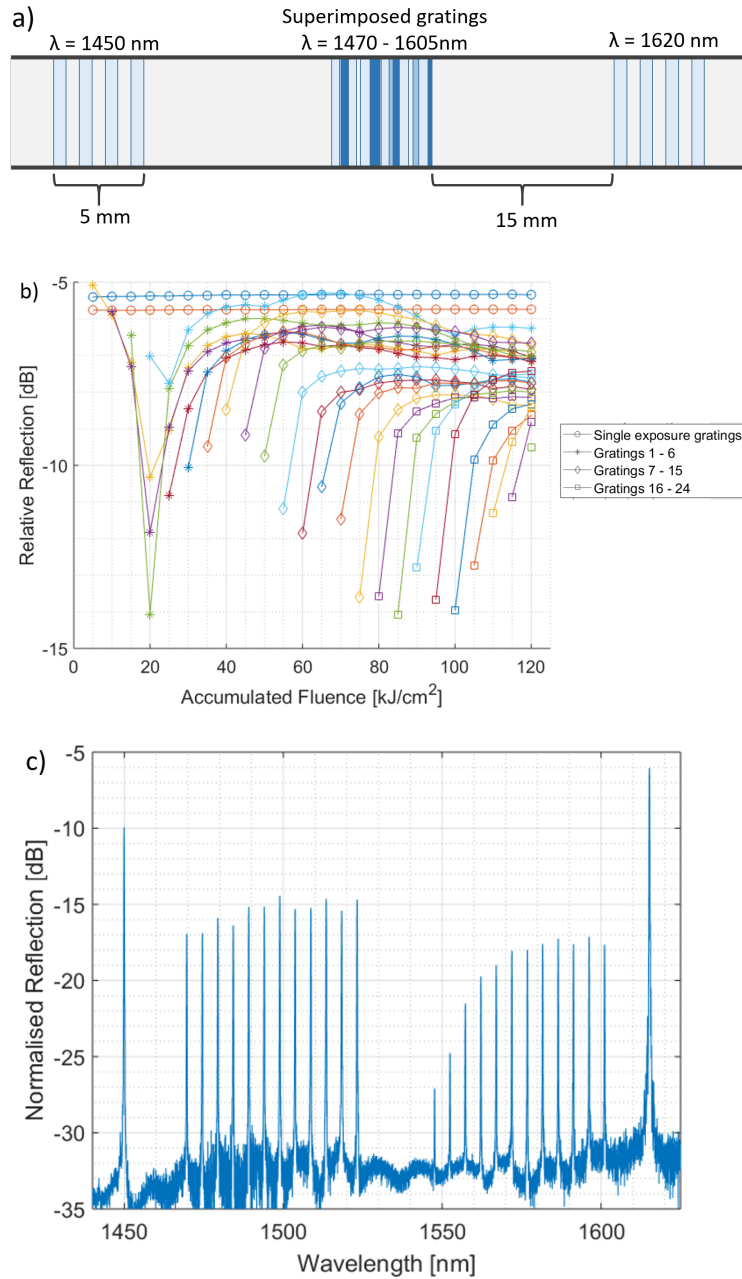 a)
Superimposed gratings
λ = 1450 nm
λ = 1470 - 1605nm
λ = 1620 nm
5 mm
15 mm
b)
-5
-10
-15
Relative Reflection [dB]
0
20
40
60
80
100
120
Accumulated Fluence [kJ/cm2]
Single exposure gratings
Gratings 1 - 6
Gratings 7 - 15
Gratings 16 - 24
c)
-5
-10
-15
-20
-25
-30
-35
Normalised Reflection [dB]
1450
1500
1550
1600
Wavelength [nm]